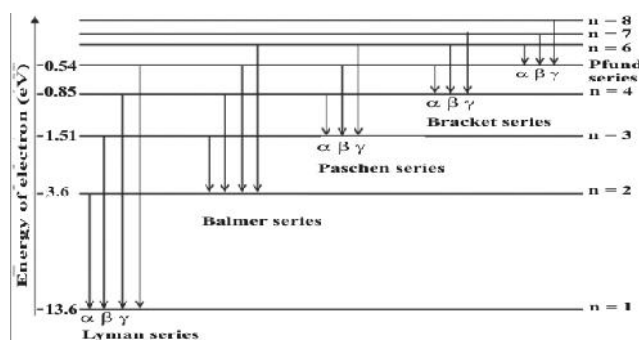 n – 8
n – 7
n = 6
-0.54
α β γ
Pfund
series
-0.85
α β γ
n = 4
Bracket series
-1.51
α β γ
n – 3
Paschen series
-3.6
n = 2
Balmer series
-13.6
α β γ
n = 1
Lyman series
Energy of electron (eV)